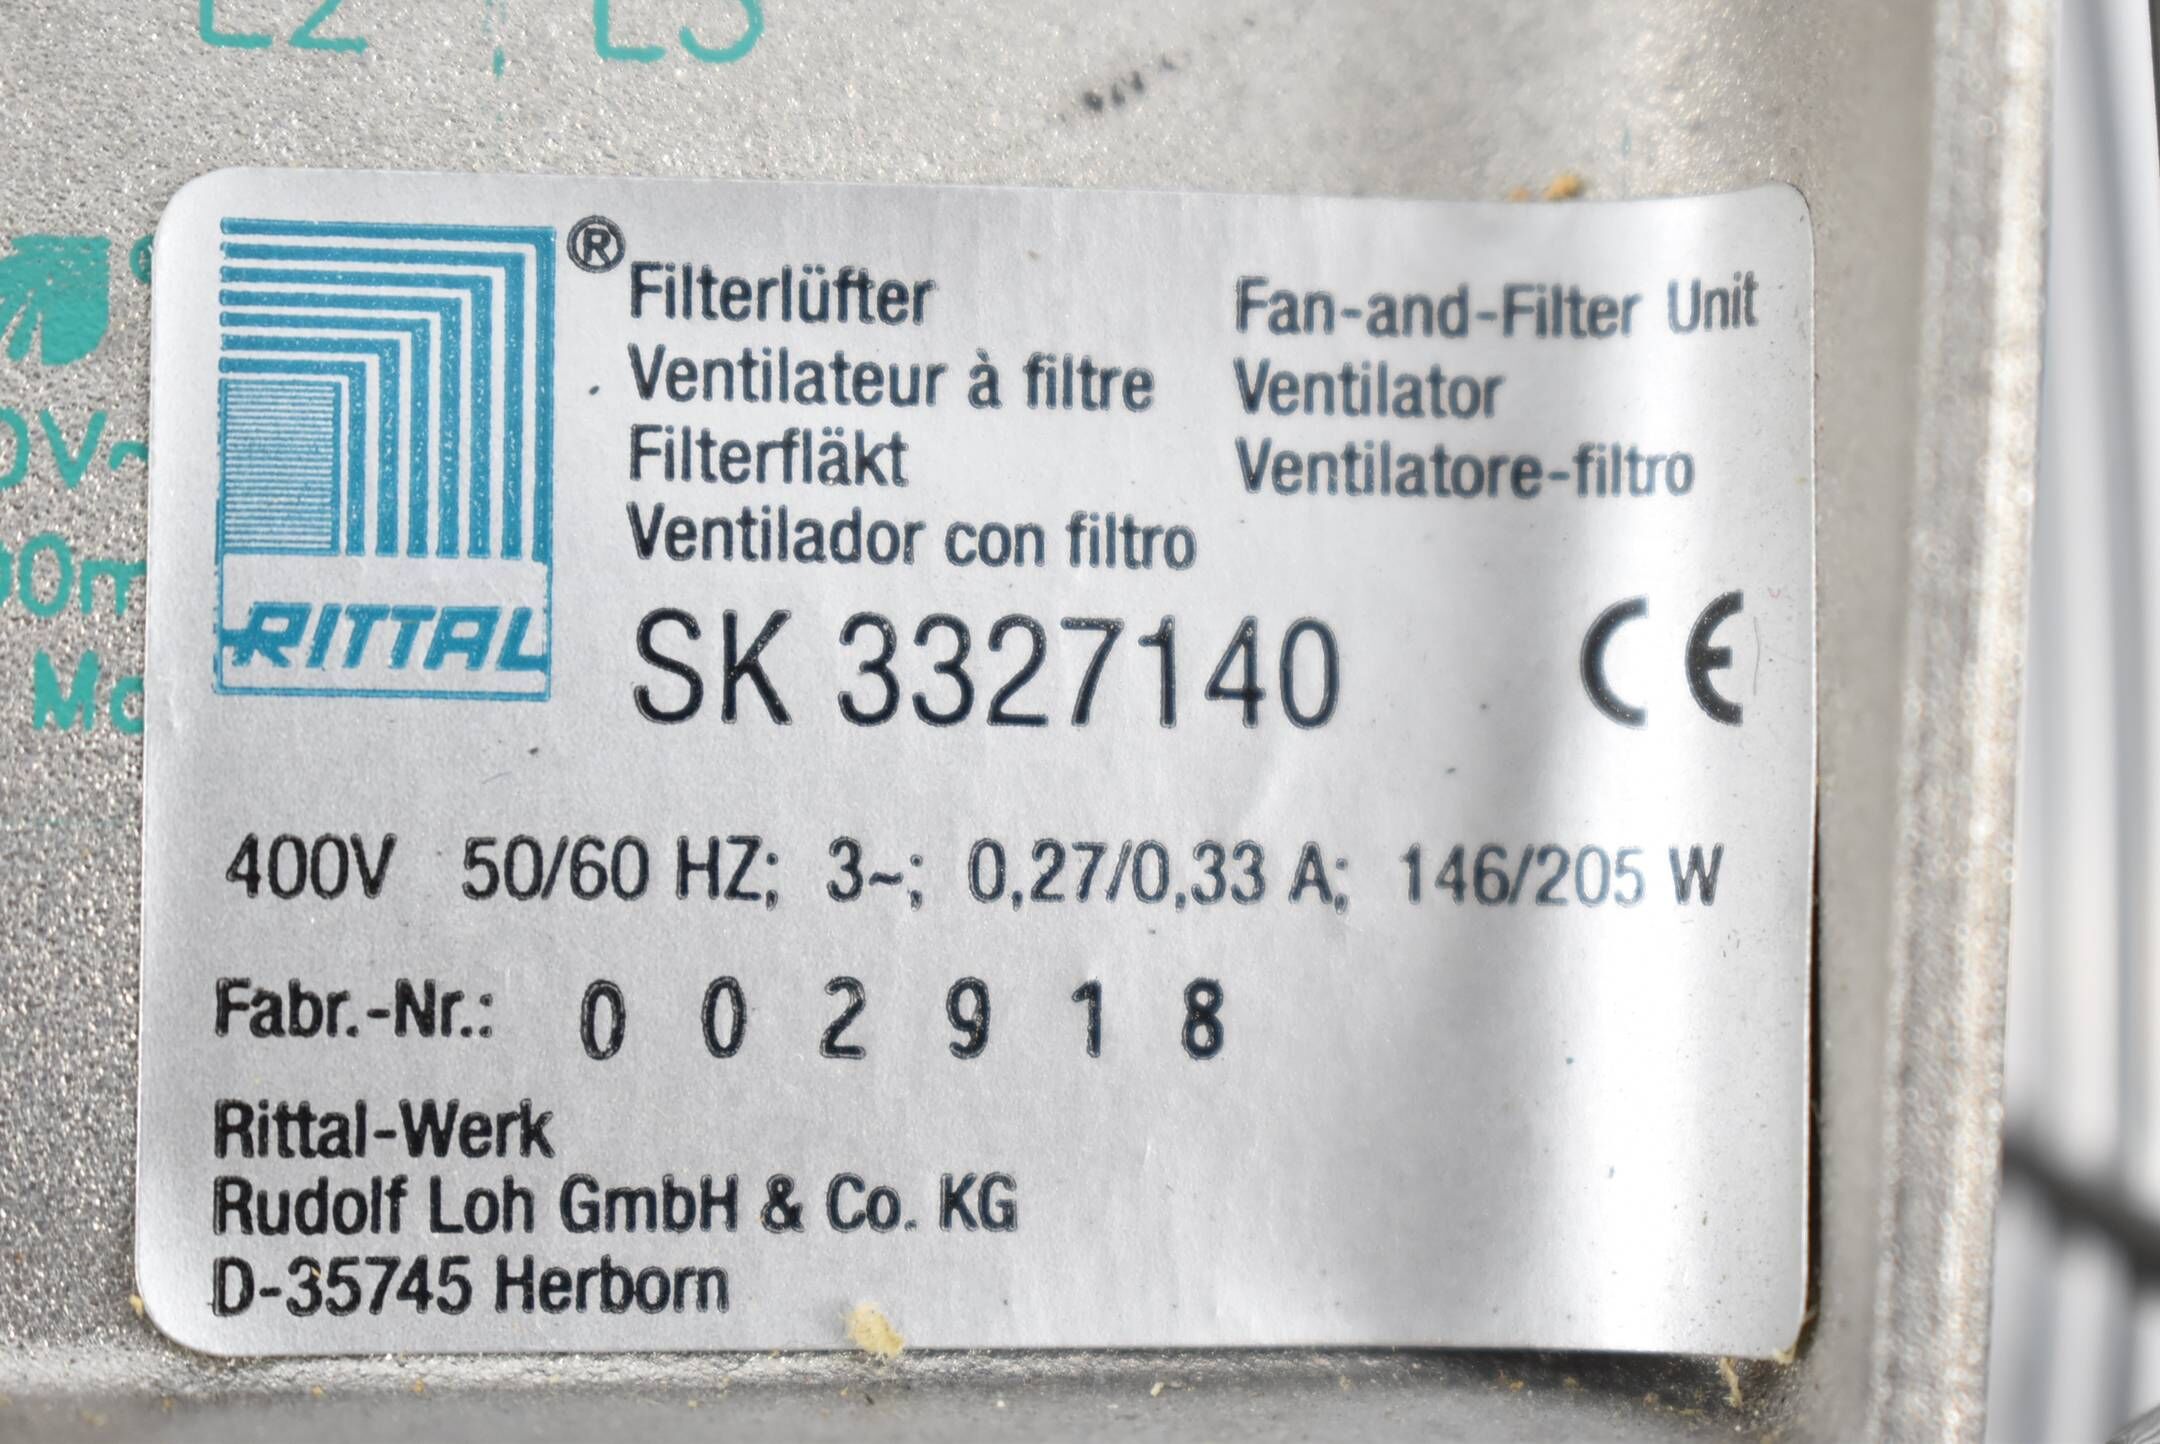 L2 L3
®
Filterlüfter Fan-and-Filter Unit
Ventilateur à filtre Ventilator
Filterfläkt Ventilatore-filtro
Ventilador con filtro
RITTAL
SK 3327140 CE
400V 50/60 HZ; 3~; 0,27/0,33 A; 146/205 W
Fabr.-Nr.: 0 0 2 9 1 8
Rittal-Werk
Rudolf Loh GmbH & Co. KG
D-35745 Herborn